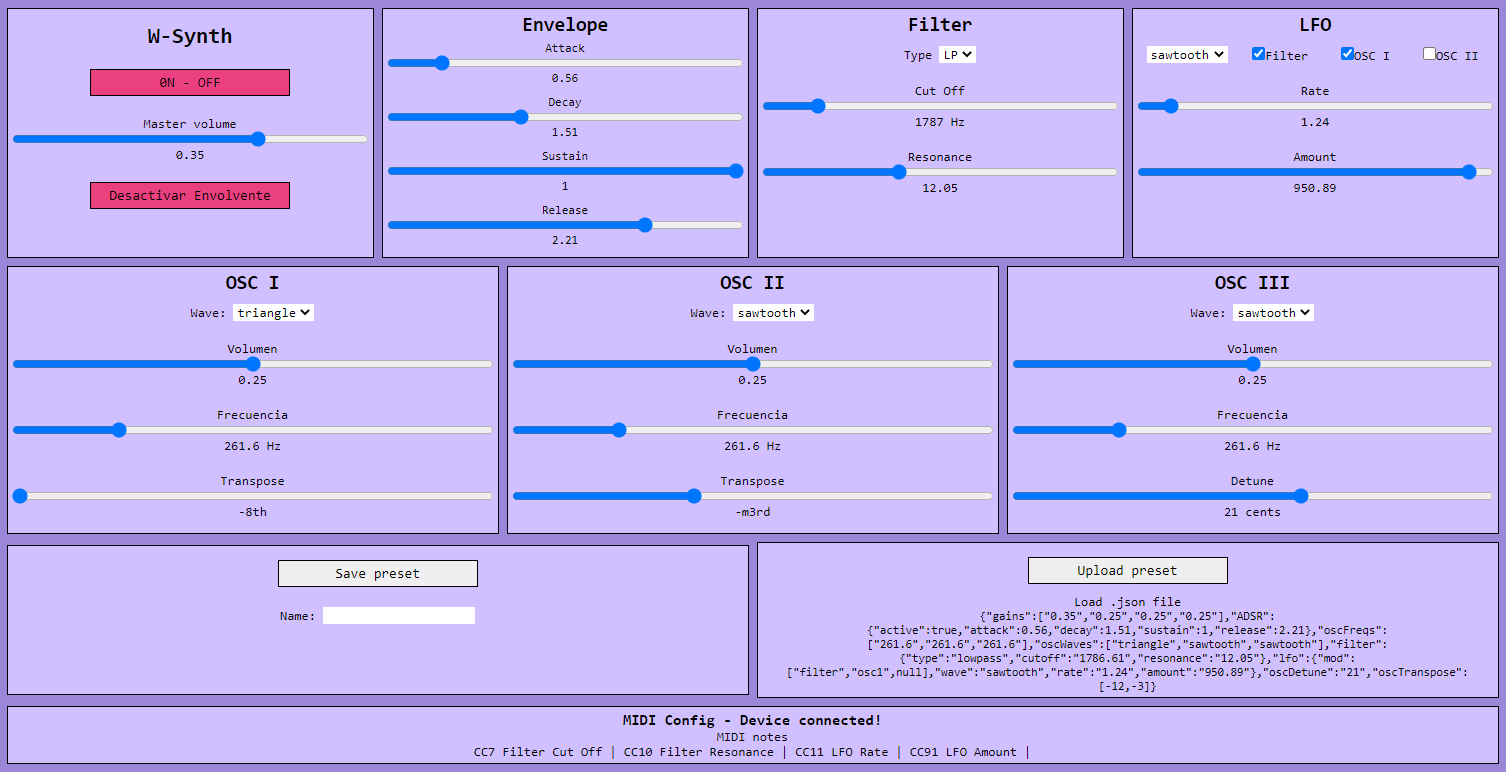 W-Synth
0N - OFF
Master volume
0.35
Desactivar Envolvente
Envelope
Attack
0.56
Decay
1.51
Sustain
1
Release
2.21
Filter
Type LP
Cut Off
1787 Hz
Resonance
12.05
LFO
sawtooth Filter OSC I OSC II
Rate
1.24
Amount
950.89
OSC I
Wave: triangle
Volumen
0.25
Frecuencia
261.6 Hz
Transpose
-8th
OSC II
Wave: sawtooth
Volumen
0.25
Frecuencia
261.6 Hz
Transpose
-m3rd
OSC III
Wave: sawtooth
Volumen
0.25
Frecuencia
261.6 Hz
Detune
21 cents
Save preset
Name:
Upload preset
Load .json file
{"gains":["0.35","0.25","0.25","0.25"],"ADSR":
{"active":true,"attack":0.56,"decay":1.51,"sustain":1,"release":2.21},"oscFreqs":
["261.6","261.6","261.6"],"oscWaves":["triangle","sawtooth","sawtooth"],"filter":
{"type":"lowpass","cutoff":"1786.61","resonance":"12.05"},"lfo":{"mod":
["filter","osc1",null],"wave":"sawtooth","rate":"1.24","amount":"950.89"},"oscDetune":"21","oscTranspose":
[-12,-3]}
MIDI Config - Device connected!
MIDI notes
CC7 Filter Cut Off | CC10 Filter Resonance | CC11 LFO Rate | CC91 LFO Amount |